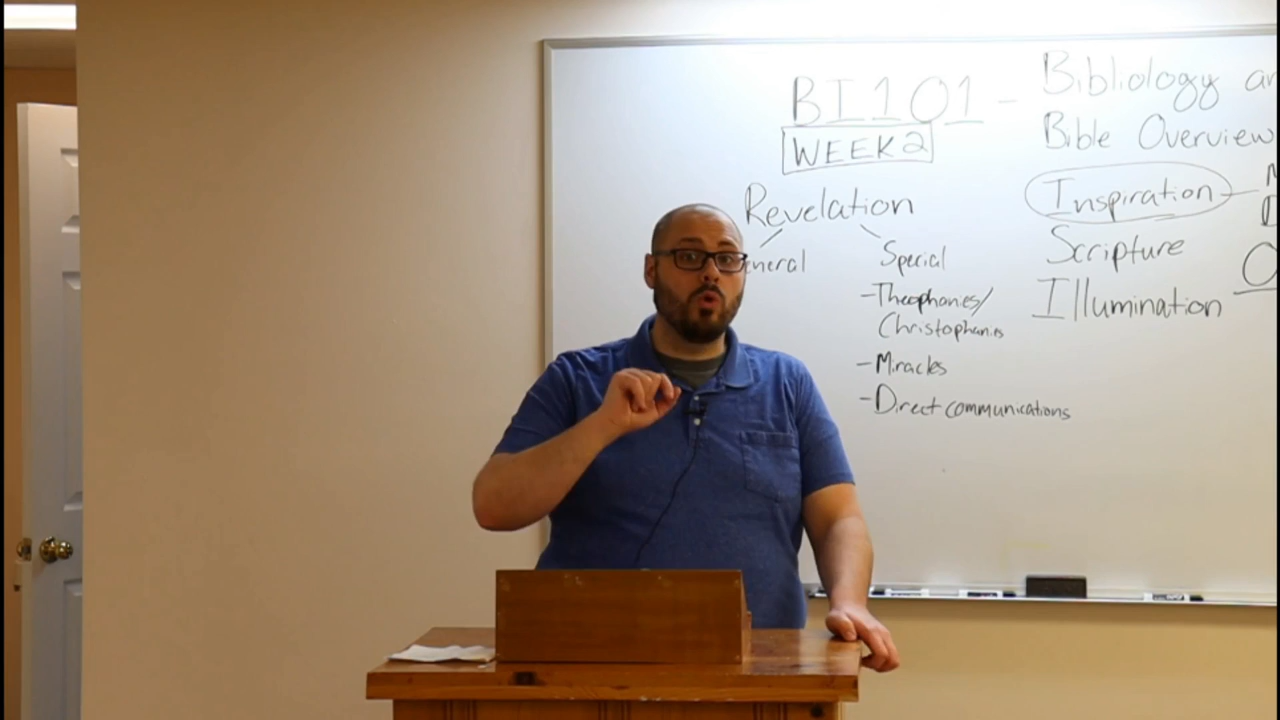 BI101 - Bibliology
WEEK 2
Bible Overview
Revelation
Special
- Theophanies/
Christophanies
- Miracles
- Direct communications
Inspiration
Scripture
Illumination